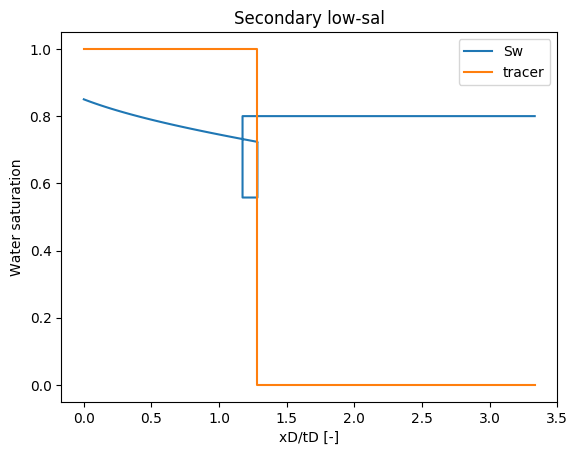 Secondary low-sal
Sw
tracer
1.0
0.8
0.6
0.4
0.2
0.0
Water saturation
0.0 0.5 1.0 1.5 2.0 2.5 3.0 3.5
xD/tD [-]